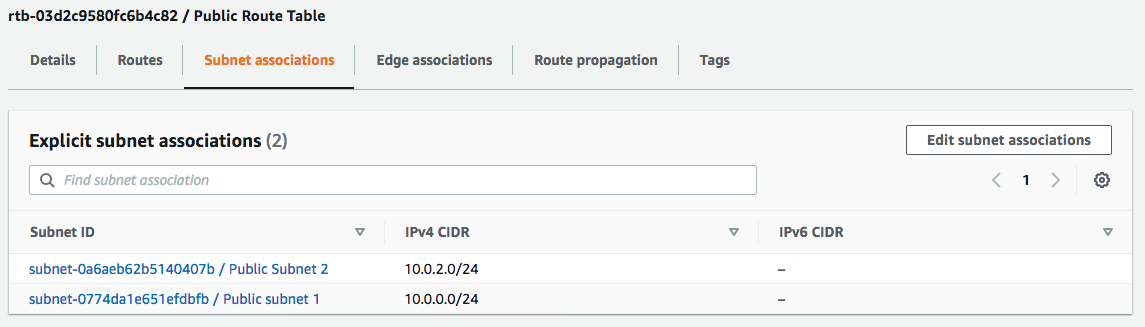 rtb-03d2c9580fc6b4c82 / Public Route Table
Details Routes Subnet associations Edge associations Route propagation Tags
Explicit subnet associations (2) Edit subnet associations
Find subnet association 1
Subnet ID IPv4 CIDR IPv6 CIDR
subnet-0a6aeb62b5140407b / Public Subnet 2 10.0.2.0/24 –
subnet-0774da1e651efdbfb / Public subnet 1 10.0.0.0/24 –